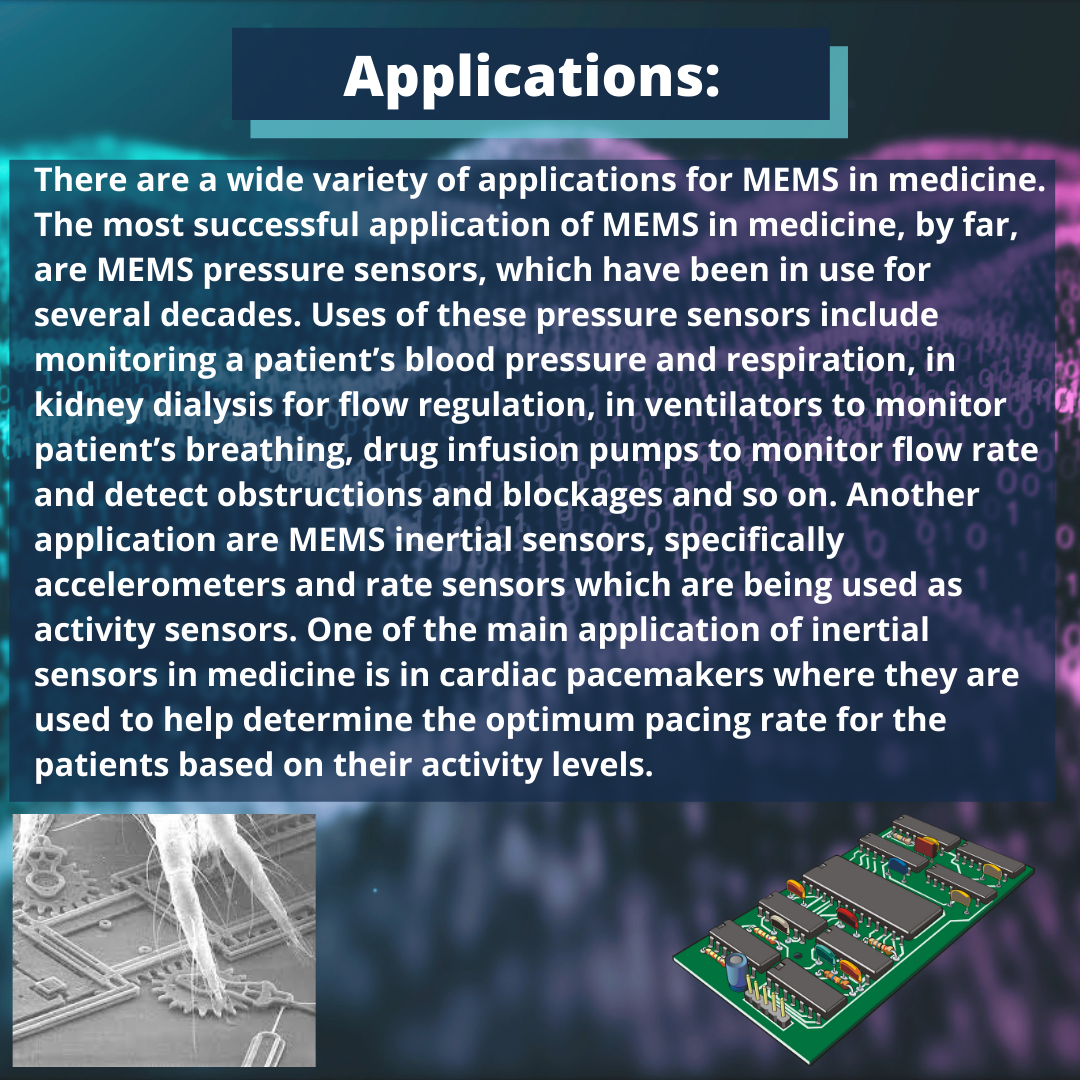 Applications:
There are a wide variety of applications for MEMS in medicine.
The most successful application of MEMS in medicine, by far,
are MEMS pressure sensors, which have been in use for
several decades. Uses of these pressure sensors include
monitoring a patient’s blood pressure and respiration, in
kidney dialysis for flow regulation, in ventilators to monitor
patient’s breathing, drug infusion pumps to monitor flow rate
and detect obstructions and blockages and so on. Another
application are MEMS inertial sensors, specifically
accelerometers and rate sensors which are being used as
activity sensors. One of the main application of inertial
sensors in medicine is in cardiac pacemakers where they are
used to help determine the optimum pacing rate for the
patients based on their activity levels.